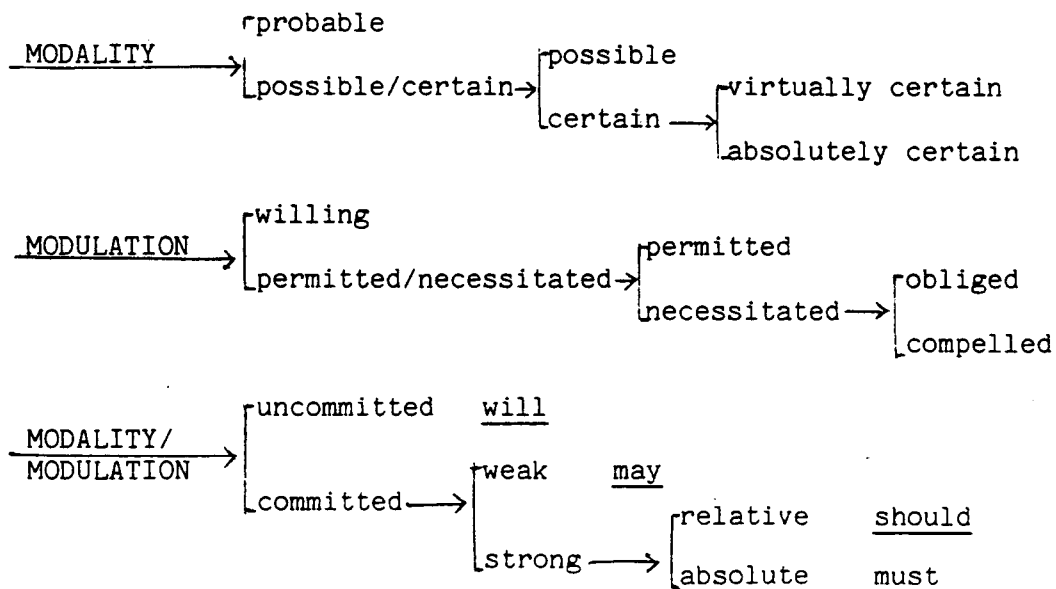 probable
MODALITY
possible/certain possible
certain virtually certain
absolutely certain
willing
MODULATION
permitted/necessitated permitted
necessitated obliged
compelled
uncommitted will
MODALITY/
MODULATION
weak may
committed
relative should
strong
absolute must